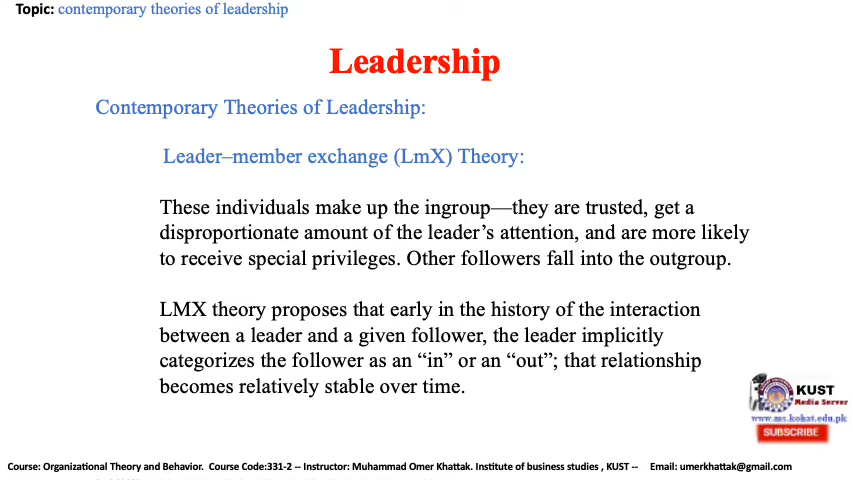 Topic: contemporary theories of leadership
Leadership
Contemporary Theories of Leadership:
Leader–member exchange (LmX) Theory:
These individuals make up the ingroup—they are trusted, get a
disproportionate amount of the leader’s attention, and are more likely
to receive special privileges. Other followers fall into the outgroup.
LMX theory proposes that early in the history of the interaction
between a leader and a given follower, the leader implicitly
categorizes the follower as an “in” or an “out”; that relationship
becomes relatively stable over time.
KUST
Media Server
www.ms.kohat.edu.pk
SUBSCRIBE
Course: Organizational Theory and Behavior. Course Code:331-2 -- Instructor: Muhammad Omer Khattak. Institute of business studies , KUST -- Email: umerkhattak@gmail.com